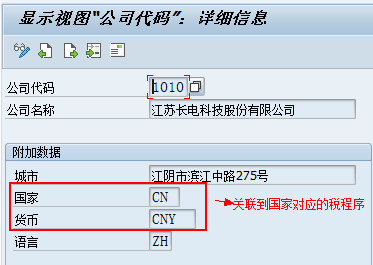 显示视图"公司代码": 详细信息
公司代码 1010
公司名称 江苏长电科技股份有限公司
附加数据
城市 江阴市滨江中路275号
国家 CN
关联到国家对应的税程序
货币 CNY
语言 ZH